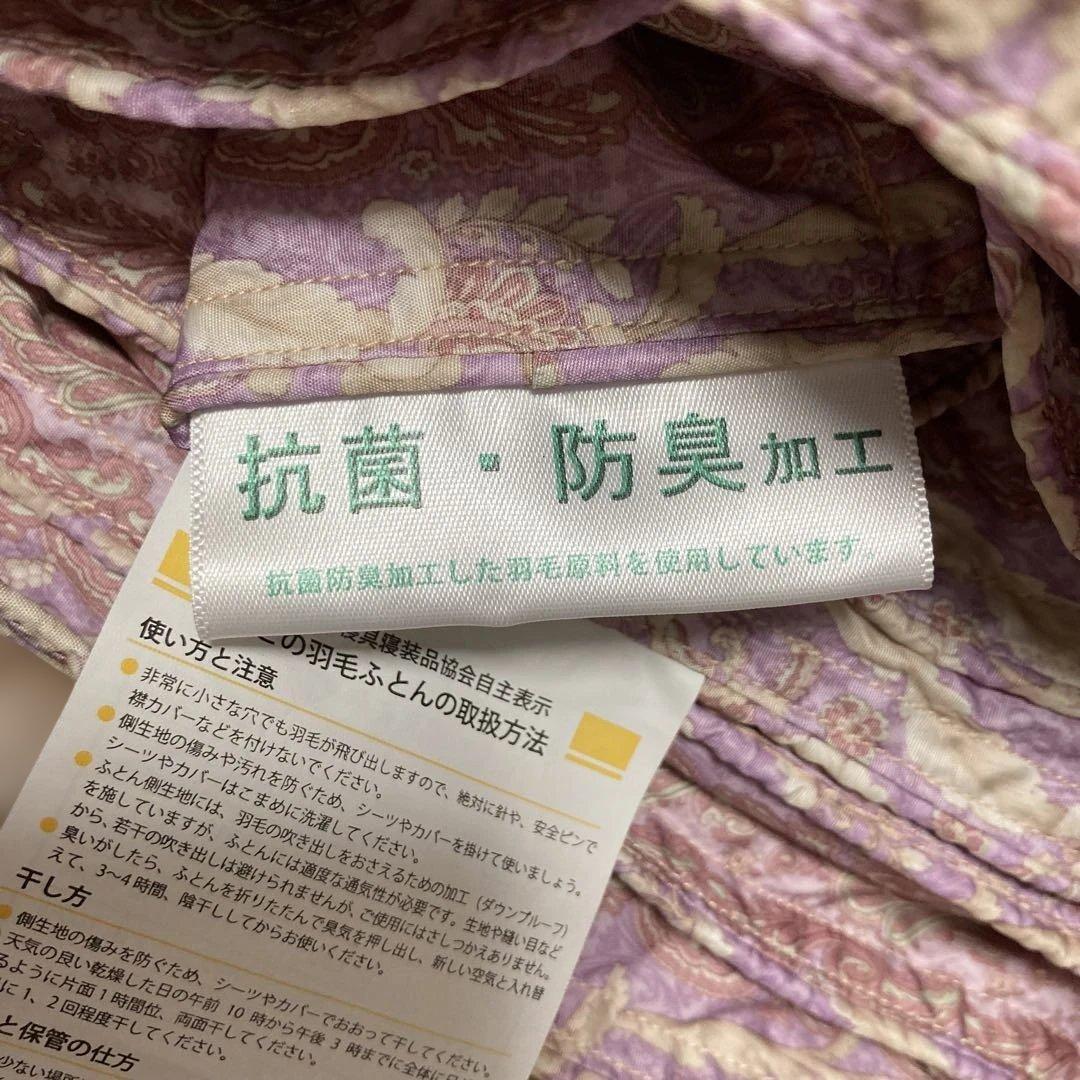 抗菌・防臭加工
抗菌防臭加工した羽毛原料を使用しています。
寝具寝装品協会自主表示
この羽毛ふとんの取扱方法
使い方と注意
●非常に小さな穴でも羽毛が飛び出しますので、絶対に針や、安全ピンで
襟カバーなどを付けないでください。
●側生地の傷みや汚れを防ぐため、シーツやカバーを掛けて使いましょう。
シーツやカバーはこまめに洗濯してください。
●ふとん側生地には、羽毛の吹き出しをおさえるための加工（ダウンプルーフ）
を施していますが、ふとんには適度な通気性が必要です。生地や縫い目など
から、若干の吹き出しは避けられませんが、ご使用にはさしつかえありません。
●臭いがしたら、ふとんを折りたたんで臭気を押し出し、新しい空気と入れ替
えて、3〜4時間、陰干ししてからお使いください。
干し方
●側生地の傷みを防ぐため、シーツやカバーでおおって干してください。
天気の良い乾燥した日の午前 10 時から午後 3 時までに全体に日が
るように片面1時間位、両面干してください。
に 1、2回程度干してください。
と保管の仕方
少ない場所